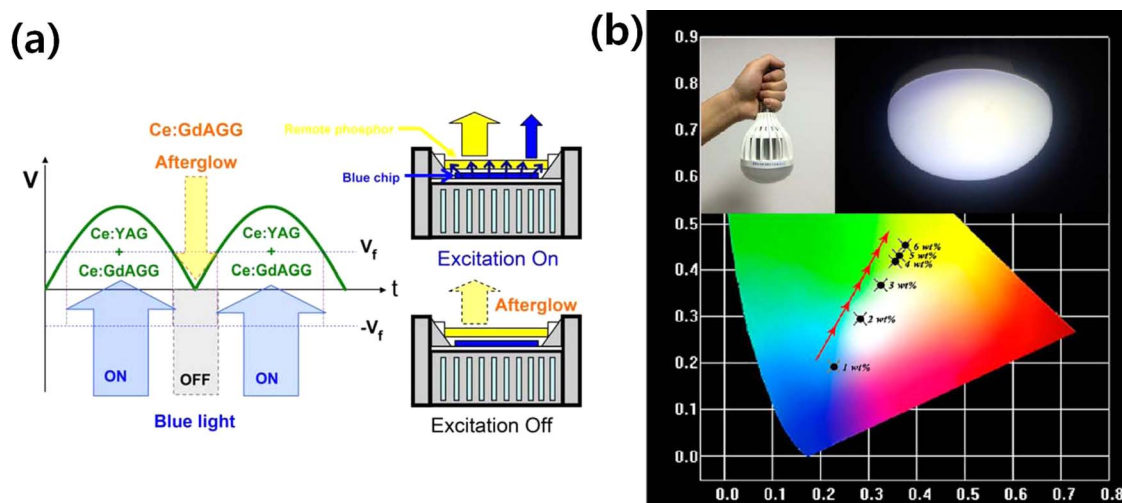 (a)
Ce:GdAGG
Afterglow
V
Ce:YAG
+
Ce:GdAGG
Ce:YAG
+
Ce:GdAGG
Vf
t
-Vf
ON
OFF
ON
Blue light
Remote phosphor
Blue chip
Excitation On
Afterglow
Excitation Off
(b)
0.9
0.8
0.7
0.6
0.5
0.4
0.3
0.2
0.1
0.0
6 wt%
5 wt%
4 wt%
3 wt%
2 wt%
1 wt%
0.0 0.1 0.2 0.3 0.4 0.5 0.6 0.7 0.8